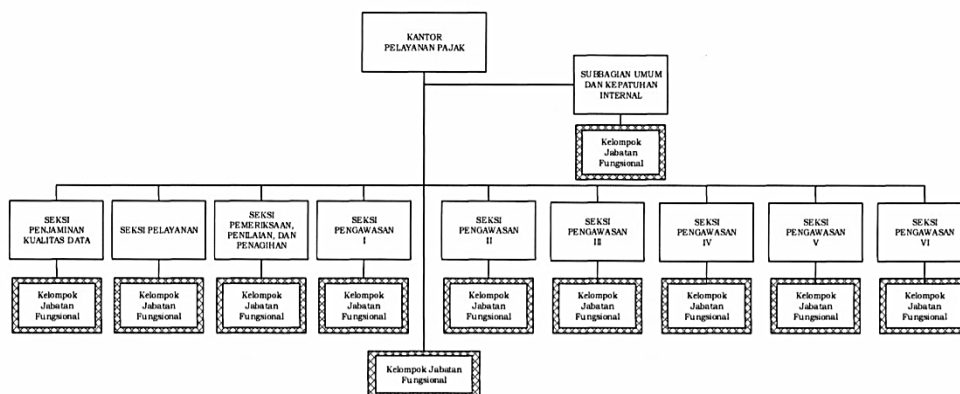 KANTOR
PELAYANAN PAJAK
SUBBAGIAN UMUM
DAN KEPATUHAN
INTERNAL
Kelompok
Jabatan
Fungsional
SEKSI
PENJAMINAN
KUALITAS DATA
SEKSI PELAYANAN
SEKSI
PEMERIKSAAN,
PENILAIAN, DAN
PENAGIHAN
SEKSI
PENGAWASAN
I
SEKSI
PENGAWASAN
II
SEKSI
PENGAWASAN
III
SEKSI
PENGAWASAN
IV
SEKSI
PENGAWASAN
V
SEKSI
PENGAWASAN
VI
Kelompok
Jabatan
Fungsional
Kelompok
Jabatan
Fungsional
Kelompok
Jabatan
Fungsional
Kelompok
Jabatan
Fungsional
Kelompok
Jabatan
Fungsional
Kelompok
Jabatan
Fungsional
Kelompok
Jabatan
Fungsional
Kelompok
Jabatan
Fungsional
Kelompok
Jabatan
Fungsional
Kelompok Jabatan
Fungsional